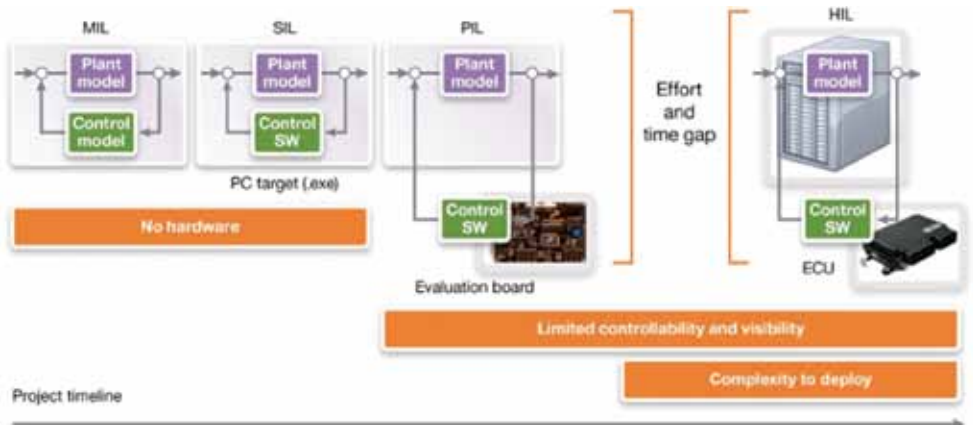 MIL
SIL
PIL
HIL
Plant
model
Control
model
Plant
model
Control
SW
PC target (.exe)
Plant
model
Control
SW
Evaluation board
Effort
and
time gap
Plant
model
Control
SW
ECU
No hardware
Limited controllability and visibility
Complexity to deploy
Project timeline